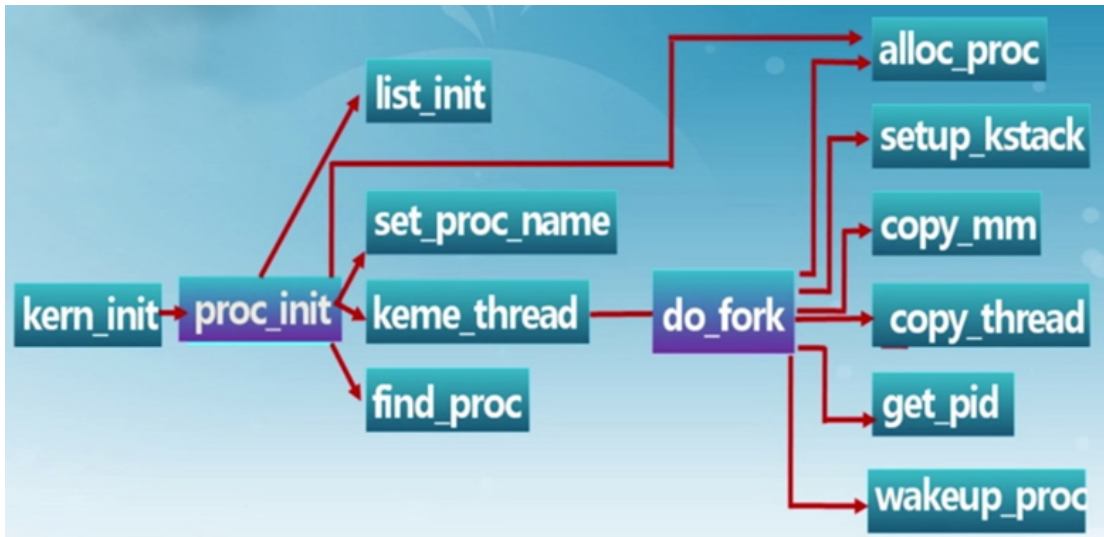 kern_init
proc_init
list_init
set_proc_name
keme_thread
find_proc
do_fork
alloc_proc
setup_kstack
copy_mm
copy_thread
get_pid
wakeup_proc